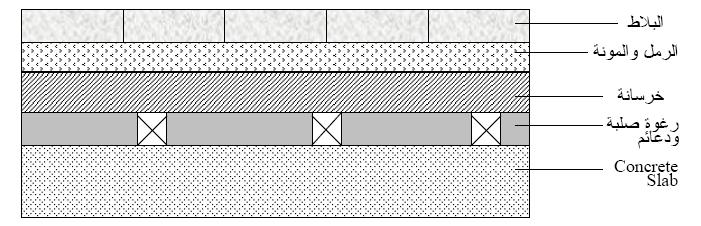 البلاط
الرمل والمونة
خرسانة
رغوة صلبة
ودعائم
Concrete
Slab